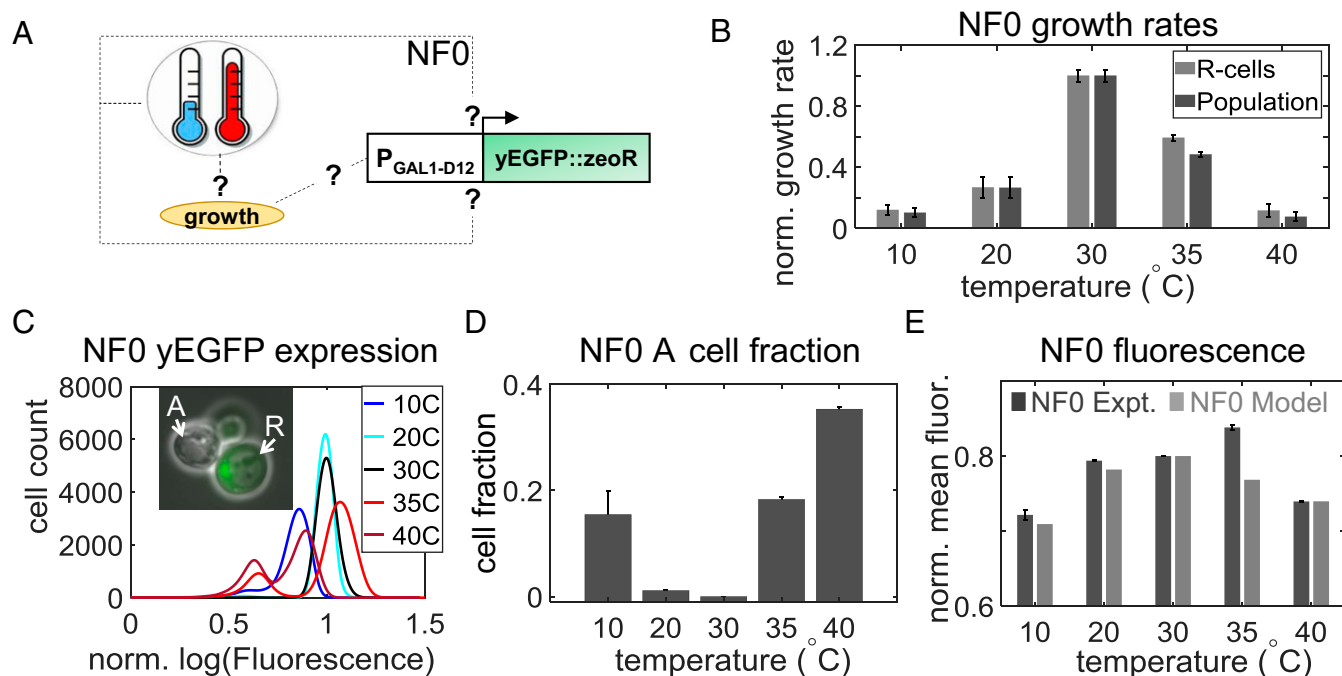 A
NF0
?
?
?
?
P GAL1-D12
yEGFP::zeoR
growth
B
NF0 growth rates
norm. growth rate
1.2
0.8
0.4
0
R-cells
Population
10 20 30 35 40
temperature (°C)
C
NF0 yEGFP expression
cell count
8000
6000
4000
2000
0
A
R
10C
20C
30C
35C
40C
0 0.5 1 1.5
norm. log(Fluorescence)
D
NF0 A cell fraction
cell fraction
0.4
0.2
0
10 20 30 35 40
temperature (°C)
E
NF0 fluorescence
norm. mean fluor.
NF0 Expt. NF0 Model
0.8
0.6
10 20 30 35 40
temperature (°C)